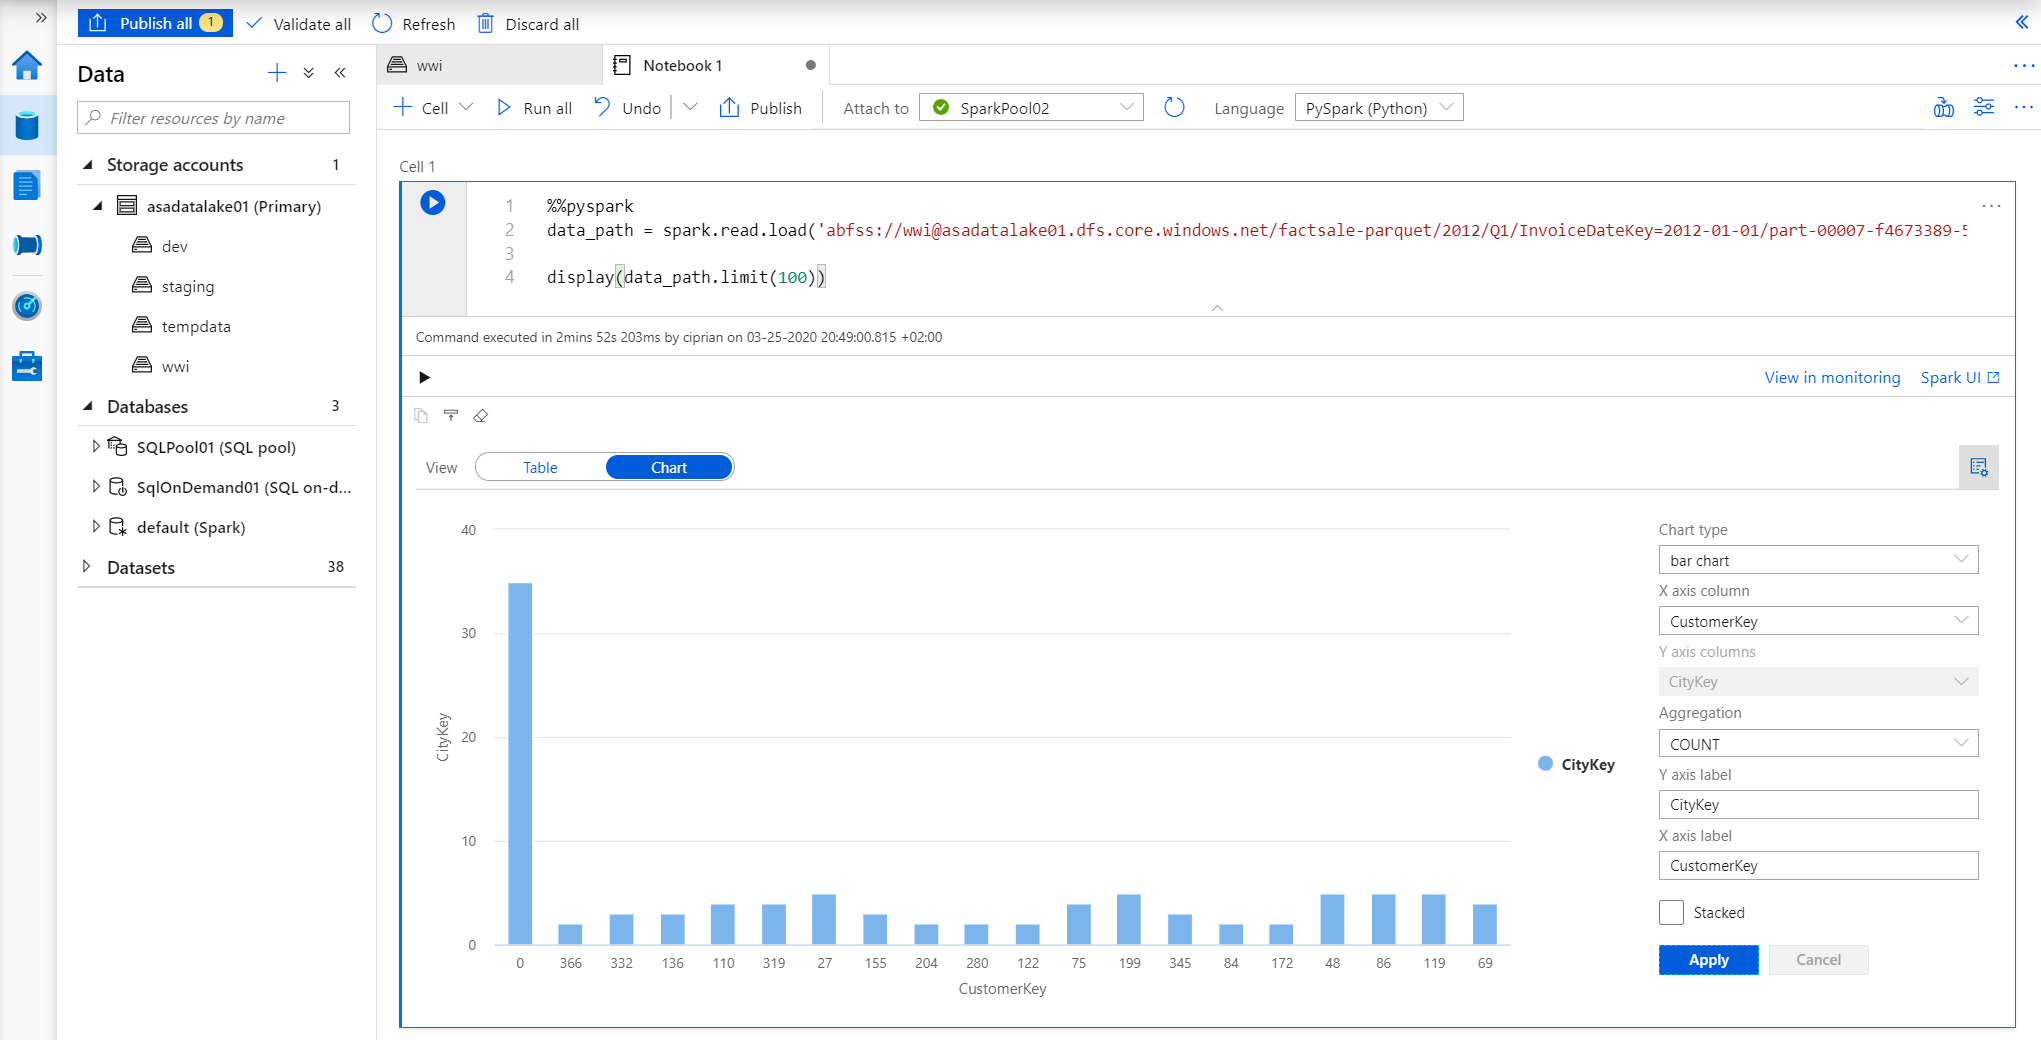 Publish all 1 Validate all Refresh Discard all
Data
Filter resources by name
Storage accounts 1
asadatalake01 (Primary)
dev
staging
tempdata
wwi
Databases 3
SQLPool01 (SQL pool)
SqlOnDemand01 (SQL on-d...
default (Spark)
Datasets 38
wwi Notebook 1
Cell Run all Undo Publish Attach to SparkPool02 Language PySpark (Python)
Cell 1
1 %%pyspark
2 data_path = spark.read.load('abfss://wwi@asadatalake01.dfs.core.windows.net/factsale-parquet/2012/Q1/InvoiceDateKey=2012-01-01/part-00007-f4673389-5
3
4 display(data_path.limit(100))
Command executed in 2mins 52s 203ms by ciprian on 03-25-2020 20:49:00.815 +02:00
View in monitoring Spark UI
View Table Chart
40
30
20
10
0
CityKey
0 366 332 136 110 319 27 155 204 280 122 75 199 345 84 172 48 86 119 69
CustomerKey
CityKey
Chart type
bar chart
X axis column
CustomerKey
Y axis columns
CityKey
Aggregation
COUNT
Y axis label
CityKey
X axis label
CustomerKey
Stacked
Apply Cancel